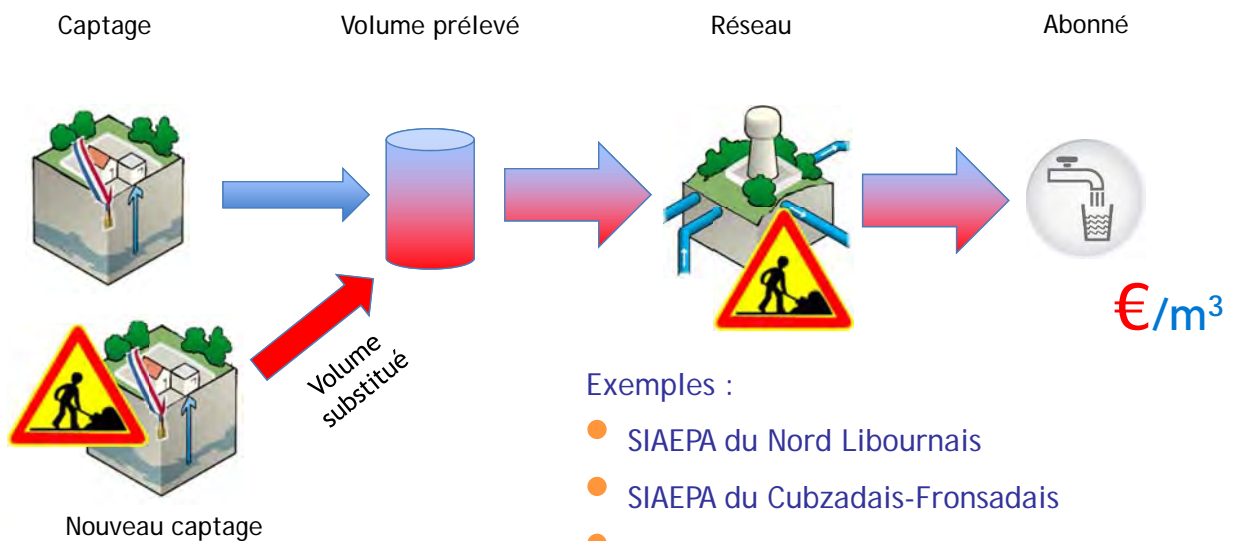 Captage
Volume prélevé
Réseau
Abonné
Volume
substitué
€/m³
Exemples :
SIAEPA du Nord Libournais
SIAEPA du Cubzadais-Fronsadais
Nouveau captage